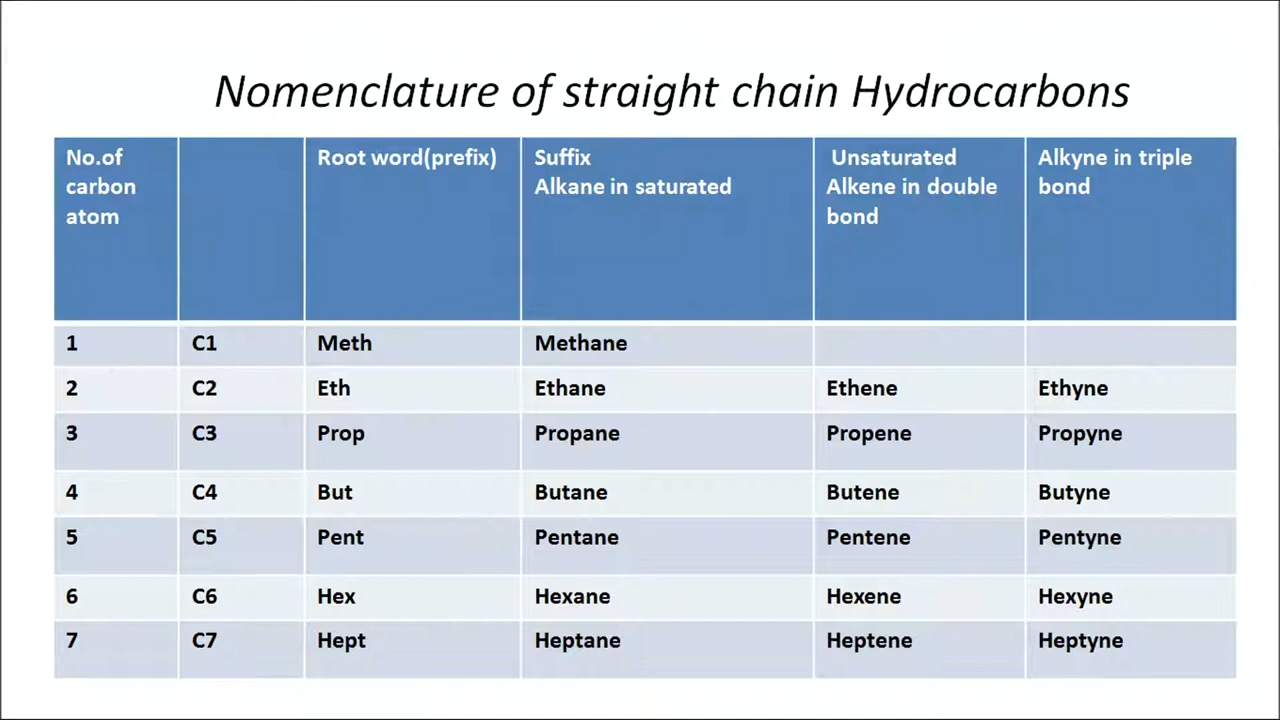 Nomenclature of straight chain Hydrocarbons
No.of carbon atom Root word(prefix) Suffix Alkane in saturated Unsaturated Alkene in double bond Alkyne in triple bond
1 C1 Meth Methane
2 C2 Eth Ethane Ethene Ethyne
3 C3 Prop Propane Propene Propyne
4 C4 But Butane Butene Butyne
5 C5 Pent Pentane Pentene Pentyne
6 C6 Hex Hexane Hexene Hexyne
7 C7 Hept Heptane Heptene Heptyne